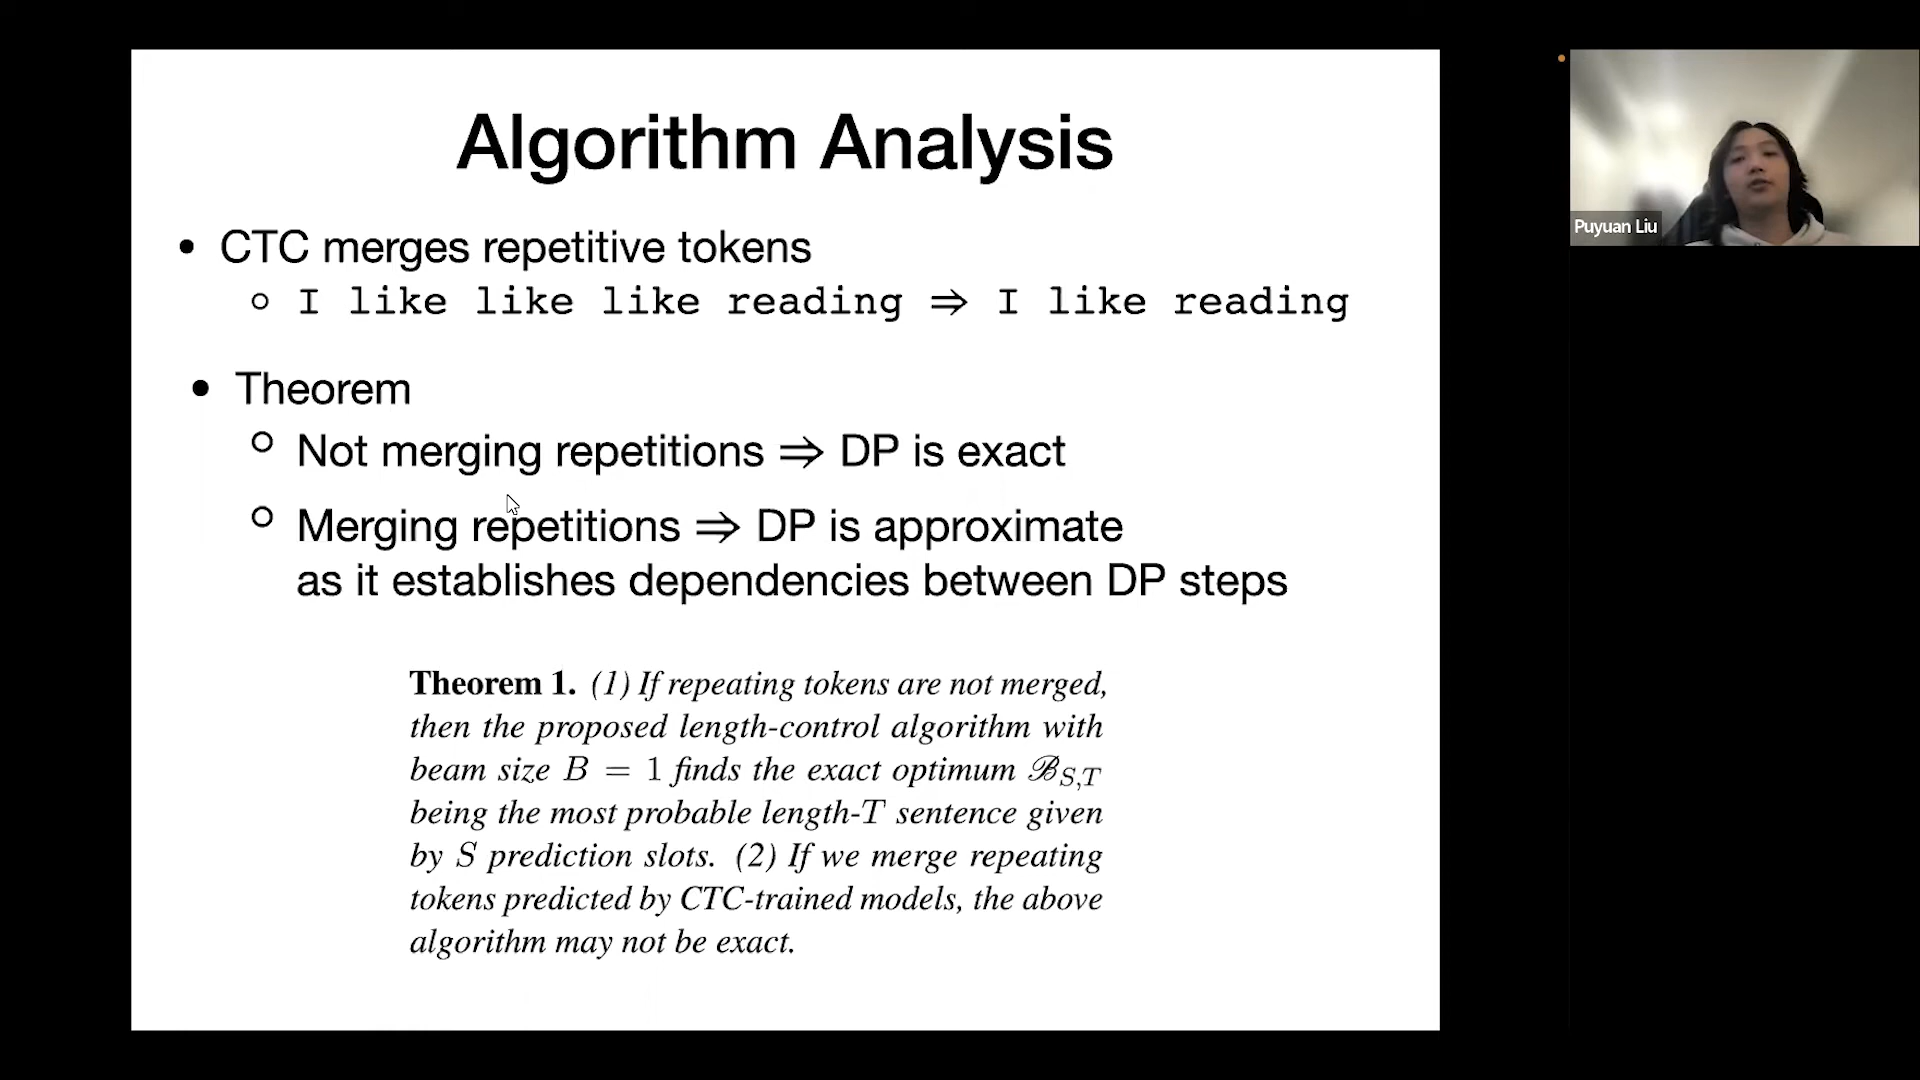 Algorithm Analysis
• CTC merges repetitive tokens
○ I like like like reading ⇒ I like reading
• Theorem
○ Not merging repetitions ⇒ DP is exact
○ Merging repetitions ⇒ DP is approximate
as it establishes dependencies between DP steps
Theorem 1. (1) If repeating tokens are not merged,
then the proposed length-control algorithm with
beam size B = 1 finds the exact optimum ℬ_{S,T}
being the most probable length-T sentence given
by S prediction slots. (2) If we merge repeating
tokens predicted by CTC-trained models, the above
algorithm may not be exact.
Puyuan Liu